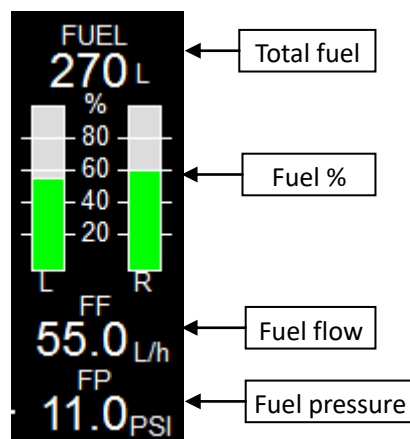 FUEL
270 L
Total fuel
%
80
60
Fuel %
40
20
L R
FF
55.0 L/h
Fuel flow
FP
11.0 PSI
Fuel pressure